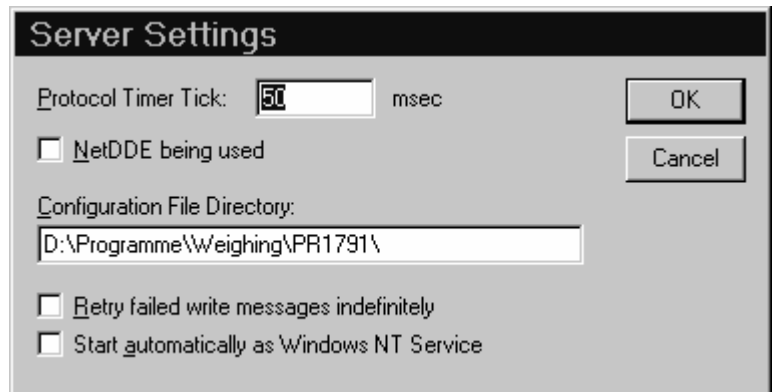 Server Settings
Protocol Timer Tick: 50 msec
OK
NetDDE being used
Cancel
Configuration File Directory:
D:\Programme\Weighing\PR1791\
Retry failed write messages indefinitely
Start automatically as Windows NT Service